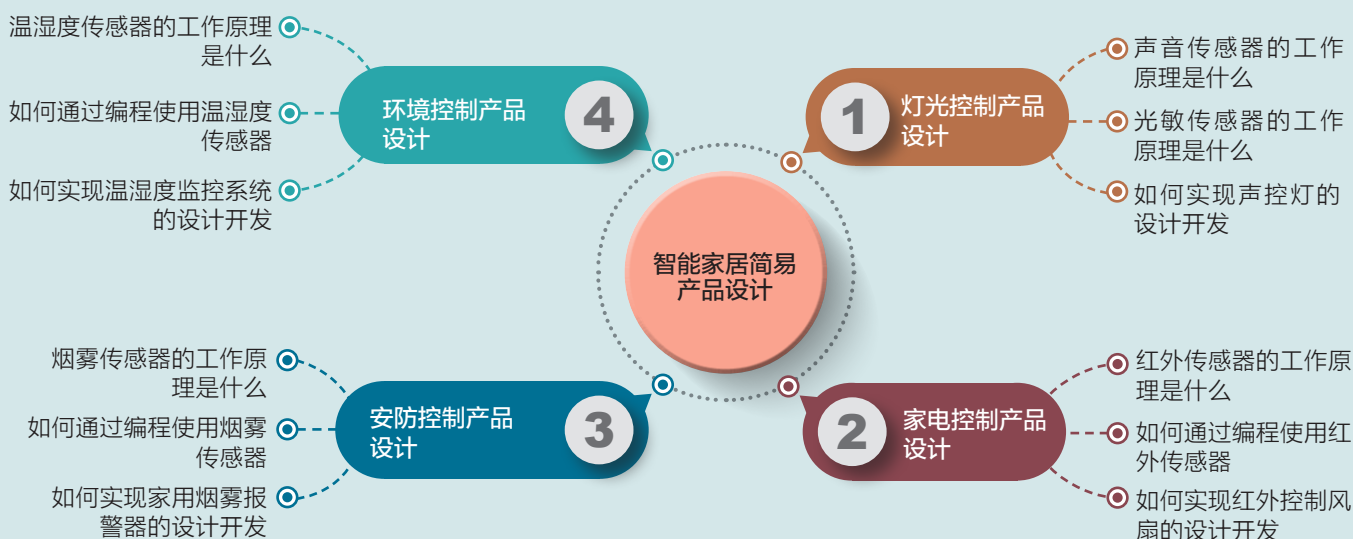 智能家居简易
产品设计
1
灯光控制产品
设计
声音传感器的工作
原理是什么
光敏传感器的工作
原理是什么
如何实现声控灯的
设计开发
2
家电控制产品
设计
红外传感器的工作原
理是什么
如何通过编程使用红
外传感器
如何实现红外控制风
扇的设计开发
3
安防控制产品
设计
烟雾传感器的工作原
理是什么
如何通过编程使用烟雾
传感器
如何实现家用烟雾报
警器的设计开发
4
环境控制产品
设计
温湿度传感器的工作原理
是什么
如何通过编程使用温湿度
传感器
如何实现温湿度监控系统
的设计开发